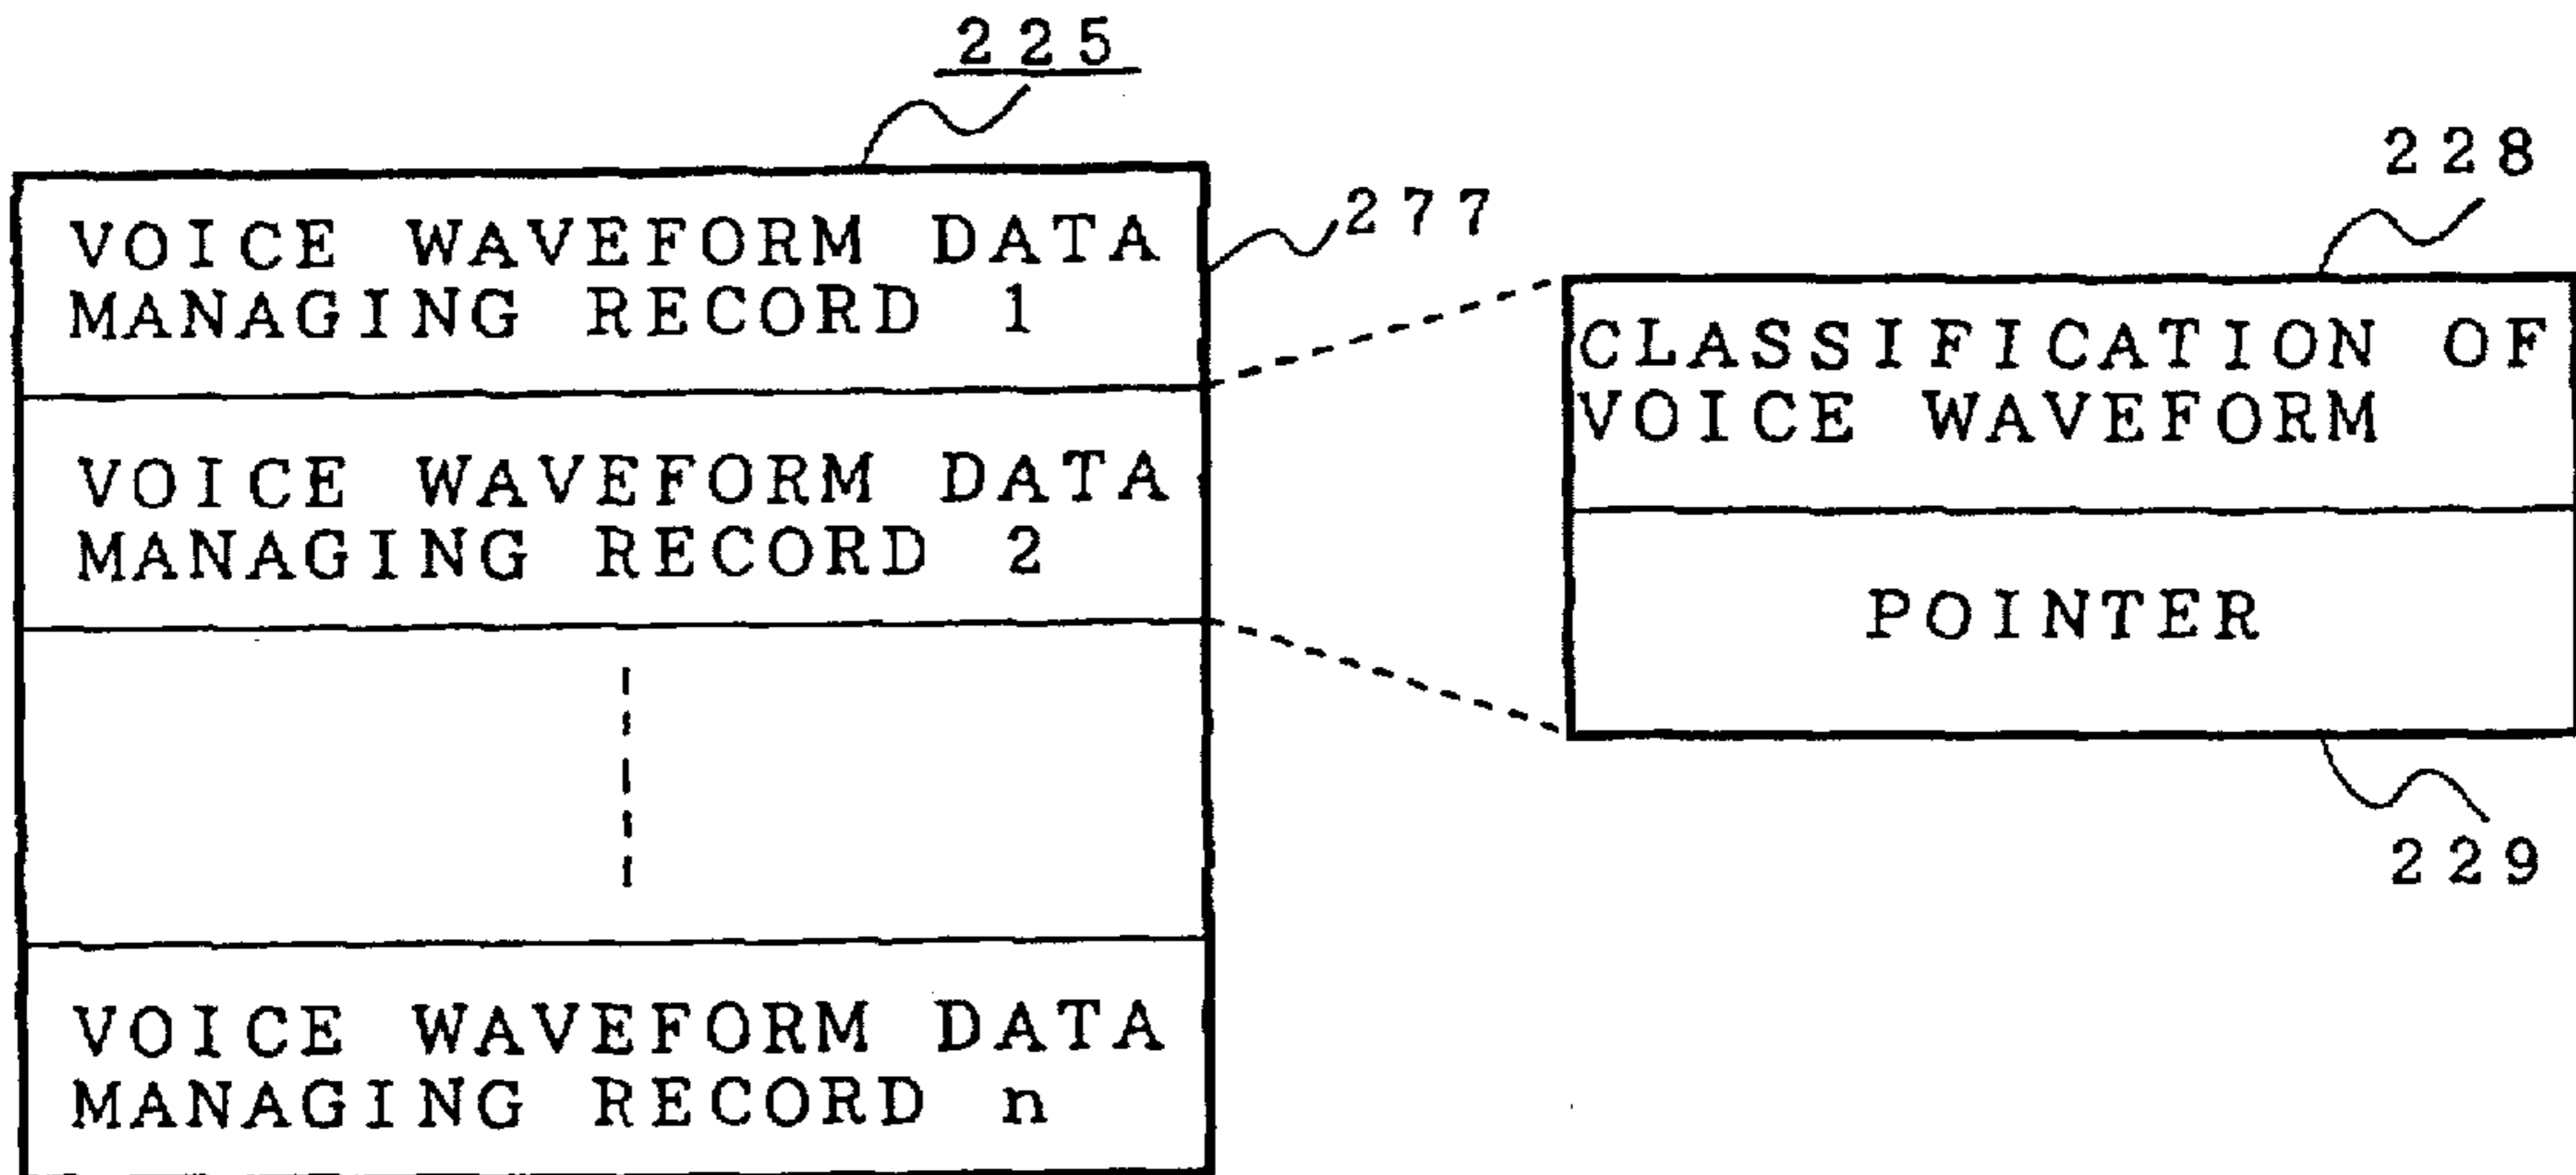 225
VOICE WAVEFORM DATA
MANAGING RECORD 1
277
VOICE WAVEFORM DATA
MANAGING RECORD 2
VOICE WAVEFORM DATA
MANAGING RECORD n
228
CLASSIFICATION OF
VOICE WAVEFORM
POINTER
229